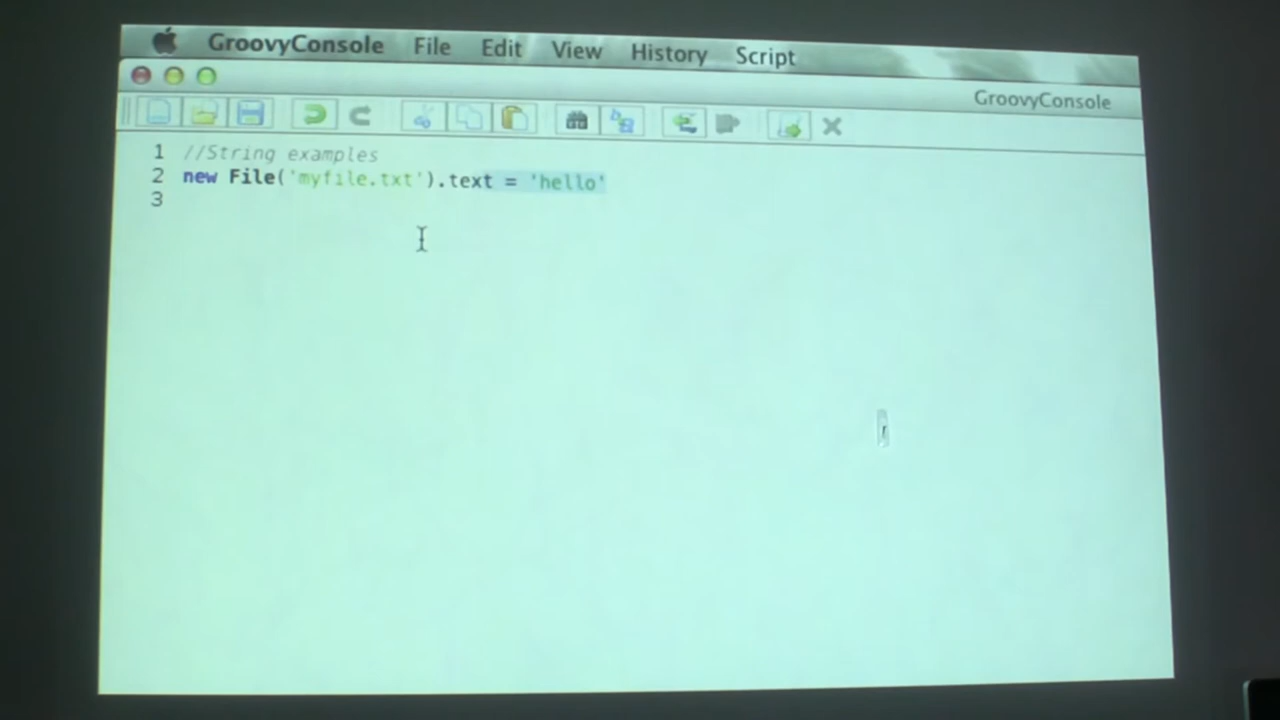 GroovyConsole File Edit View History Script
GroovyConsole
1 //String examples
2 new File('myfile.txt').text = 'hello'
3